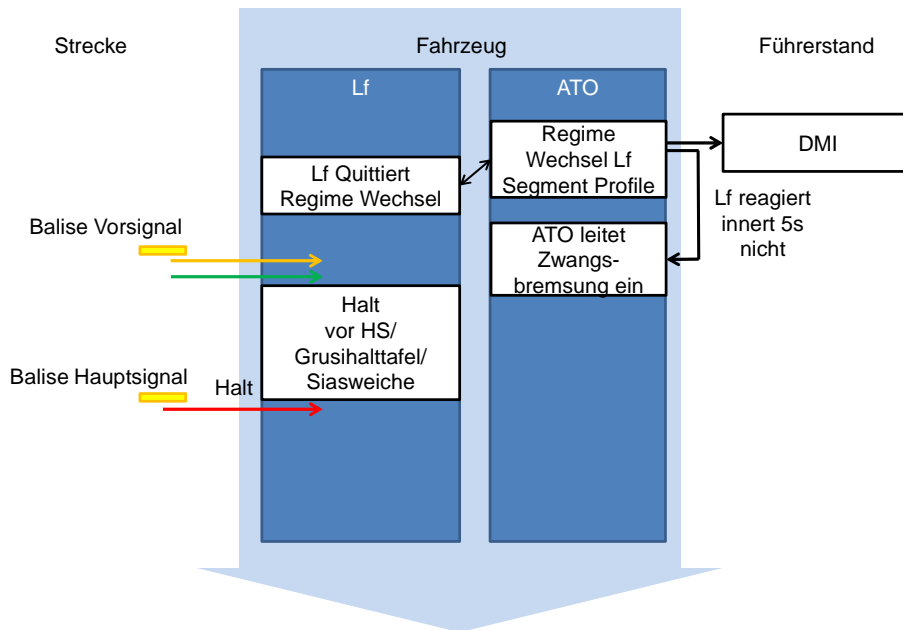 Strecke
Fahrzeug
Führerstand
Lf
ATO
Regime
Wechsel Lf
Segment Profile
DMI
Lf Quittiert
Regime Wechsel
Lf reagiert
innert 5s
nicht
Balise Vorsignal
ATO leitet
Zwangs-
bremsung ein
Halt
vor HS/
Grusihalttafel/
Siasweiche
Balise Hauptsignal
Halt